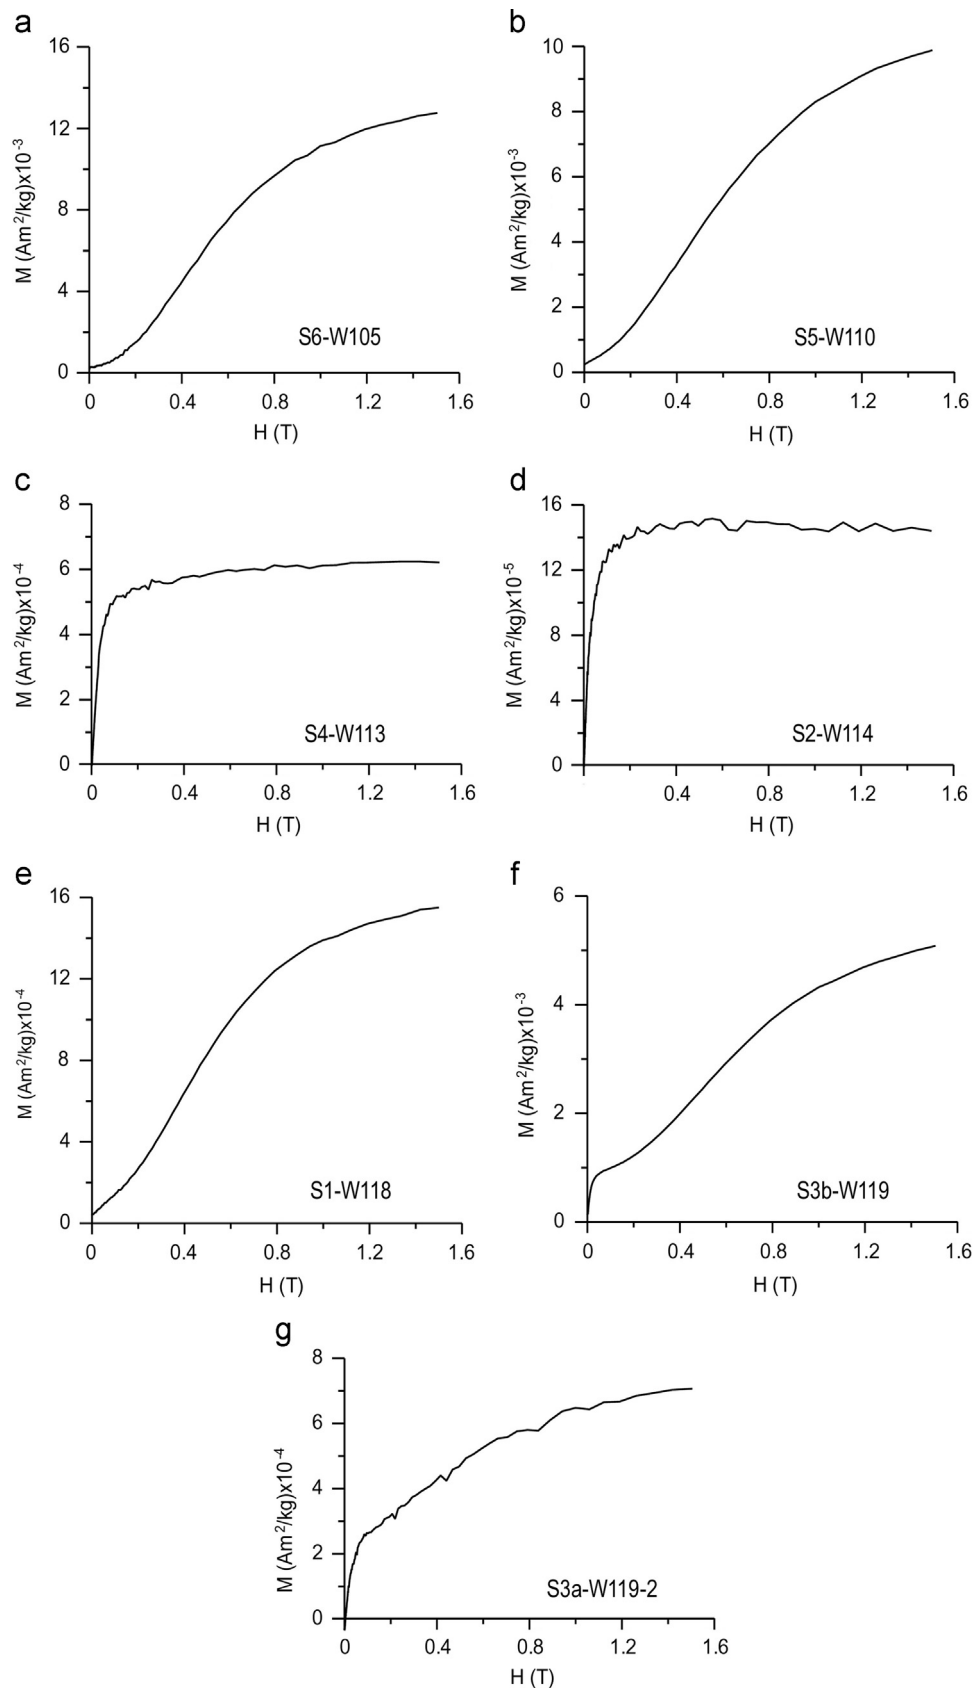 a
16
12
8
4
0
M (Am²/kg)x10⁻³
S6-W105
0 0.4 0.8 1.2 1.6
H (T)
b
10
8
6
4
2
0
M (Am²/kg)x10⁻³
S5-W110
0 0.4 0.8 1.2 1.6
H (T)
c
8
6
4
2
0
M (Am²/kg)x10⁻⁴
S4-W113
0 0.4 0.8 1.2 1.6
H (T)
d
16
12
8
4
0
M (Am²/kg)x10⁻⁵
S2-W114
0.4 0.8 1.2 1.6
H (T)
e
16
12
8
4
0
M (Am²/kg)x10⁻⁴
S1-W118
0 0.4 0.8 1.2 1.6
H (T)
f
6
4
2
0
M (Am²/kg)x10⁻³
S3b-W119
0 0.4 0.8 1.2 1.6
H (T)
g
8
6
4
2
0
M (Am²/kg)x10⁻⁴
S3a-W119-2
0 0.4 0.8 1.2 1.6
H (T)